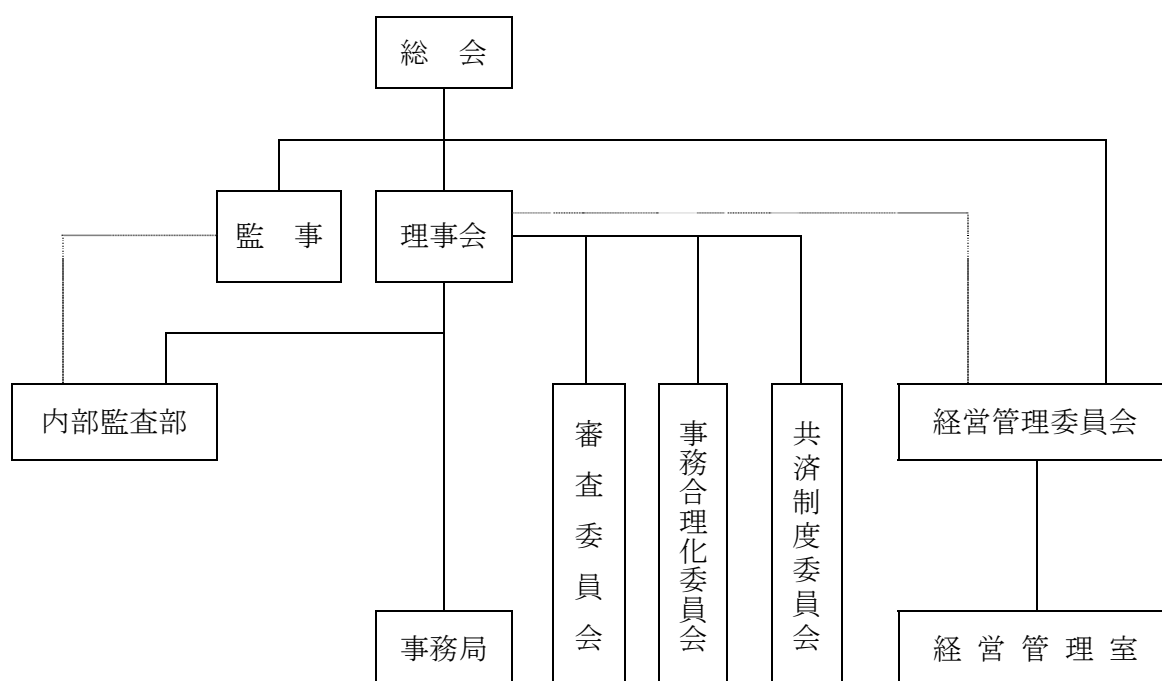 総　会
監　事
理事会
内部監査部
審査委員会
事務合理化委員会
共済制度委員会
経営管理委員会
事務局
経営管理室